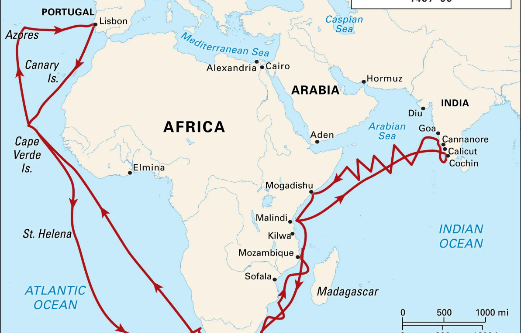 1497-99
PORTUGAL
Lisbon
Azores
Caspian
Sea
Mediterranean Sea
Canary
Is.
Alexandria
Cairo
Hormuz
ARABIA
INDIA
Diu
AFRICA
Goa
Arabian
Sea
Cannanore
Aden
Calicut
Cochin
Cape
Verde
Is.
Elmina
Mogadishu
Malindi
St. Helena
Kilwa
INDIAN
OCEAN
Mozambique
Sofala
Madagascar
ATLANTIC
OCEAN
0 500 1000 mi